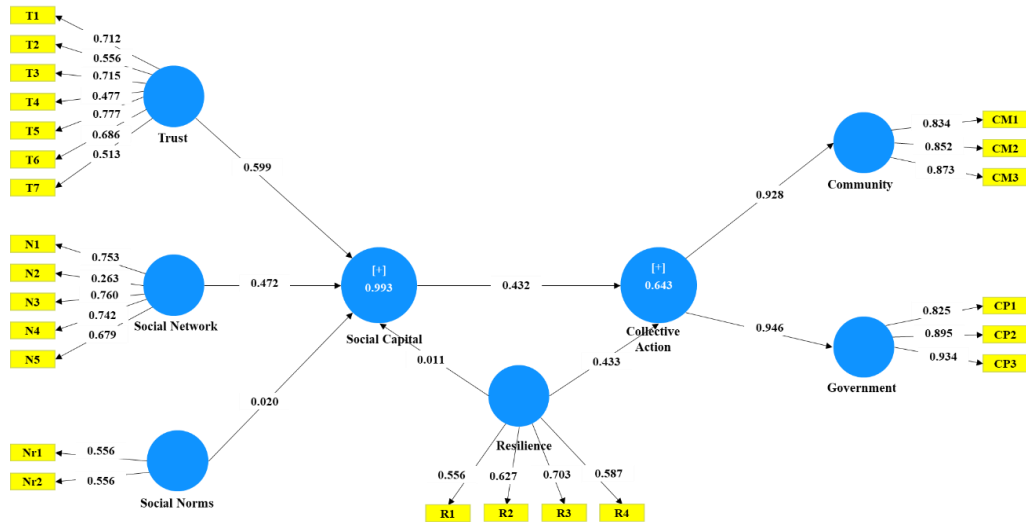 T1
T2
T3
T4
T5
T6
T7
0.712
0.556
0.715
0.477
0.777
0.686
0.513
Trust
0.599
N1
N2
N3
N4
N5
0.753
0.263
0.760
0.742
0.679
Social Network
0.472
Nr1
Nr2
0.556
0.556
Social Norms
0.020
[+]
0.993
Social Capital
0.432
0.011
[+]
0.643
Collective
Action
0.433
Resilience
0.556
0.627
0.703
0.587
R1
R2
R3
R4
0.928
Community
0.834
0.852
0.873
CM1
CM2
CM3
0.946
Government
0.825
0.895
0.934
CP1
CP2
CP3